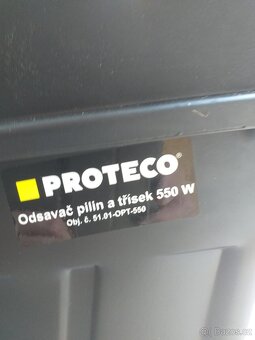 PROTECO®
Odsavač pilin a třísek 550 W
Obj. č. 51.01-OPT-550